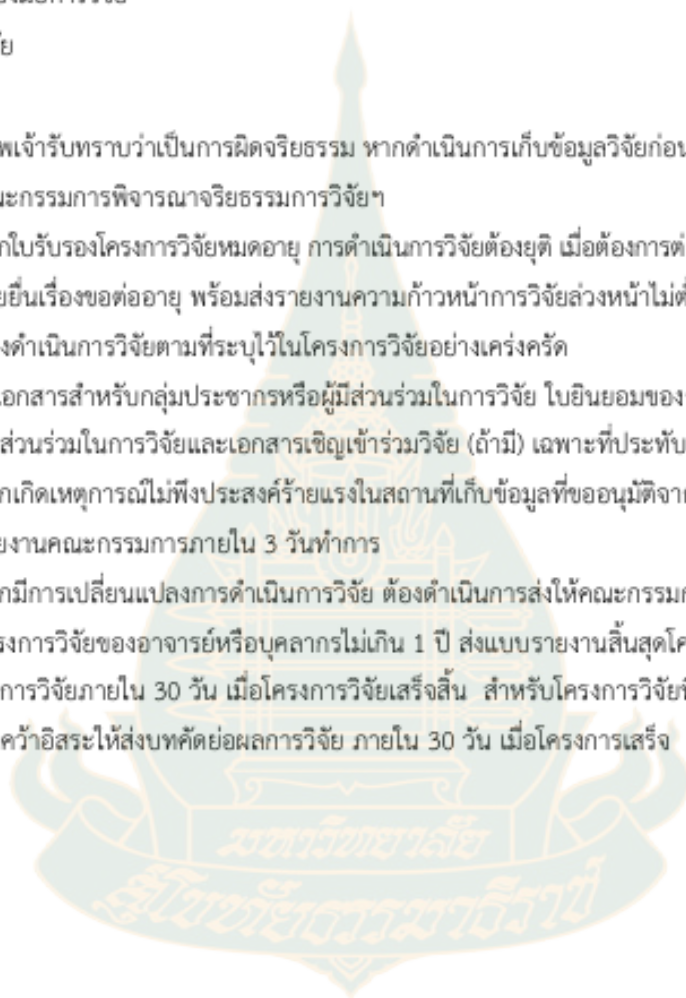 ัย
พเจ้ารับทราบว่าเป็นการผิดจริยธรรม หากดำเนินการเก็บข้อมูลวิจัยก่อน
ณะกรรมการพิจารณาจริยธรรมการวิจัยฯ
กใบรับรองโครงการวิจัยหมดอายุ การดำเนินการวิจัยต้องยุติ เมื่อต้องการต่
ยยื่นเรื่องขอต่ออายุ พร้อมส่งรายงานความก้าวหน้าการวิจัยล่วงหน้าไม่ต่
งดำเนินการวิจัยตามที่ระบุไว้ในโครงการวิจัยอย่างเคร่งครัด
อกสารสำหรับกลุ่มประชากรหรือผู้มีส่วนร่วมในการวิจัย ใบยินยอมของ
ส่วนร่วมในการวิจัยและเอกสารเชิญเข้าร่วมวิจัย (ถ้ามี) เฉพาะที่ประทับ
กเกิดเหตุการณ์ไม่พึงประสงค์ร้ายแรงในสถานที่เก็บข้อมูลที่ขออนุมัติจาก
ยงานคณะกรรมการภายใน 3 วันทำการ
กมีการเปลี่ยนแปลงการดำเนินการวิจัย ต้องดำเนินการส่งให้คณะกรรมก
รงการวิจัยของอาจารย์หรือบุคลากรไม่เกิน 1 ปี ส่งแบบรายงานสิ้นสุดโค
การวิจัยภายใน 30 วัน เมื่อโครงการวิจัยเสร็จสิ้น สำหรับโครงการวิจัย
คว้าอิสระให้ส่งบทคัดย่อผลการวิจัย ภายใน 30 วัน เมื่อโครงการเสร็จ
มหาวิทยาลัย
สุโขทัยธรรมาธิราช